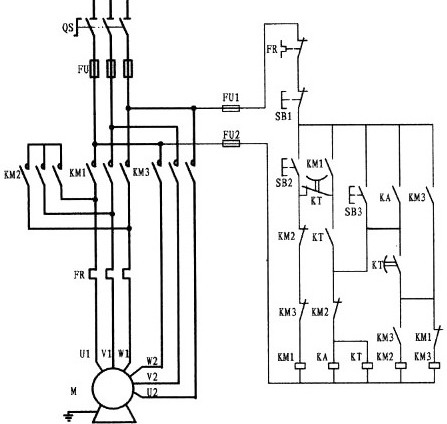 QS
FU
FU1
FR
SB1
FU2
KM2
KM1
KM3
SB2
KM1
KT
SB3
KA
KM3
KM2
KT
KT
FR
KM3
KM2
KM3
KM1
U1
V1
W1
W2
V2
U2
M
KM1
KA
KT
KM2
KM3